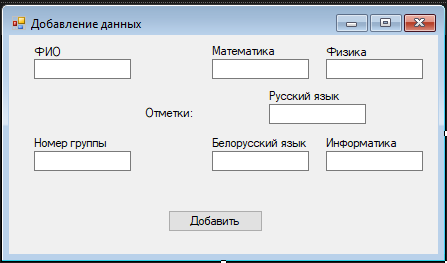 Добавление данных
ФИО
Математика
Физика
Русский язык
Отметки:
Номер группы
Белорусский язык
Информатика
Добавить